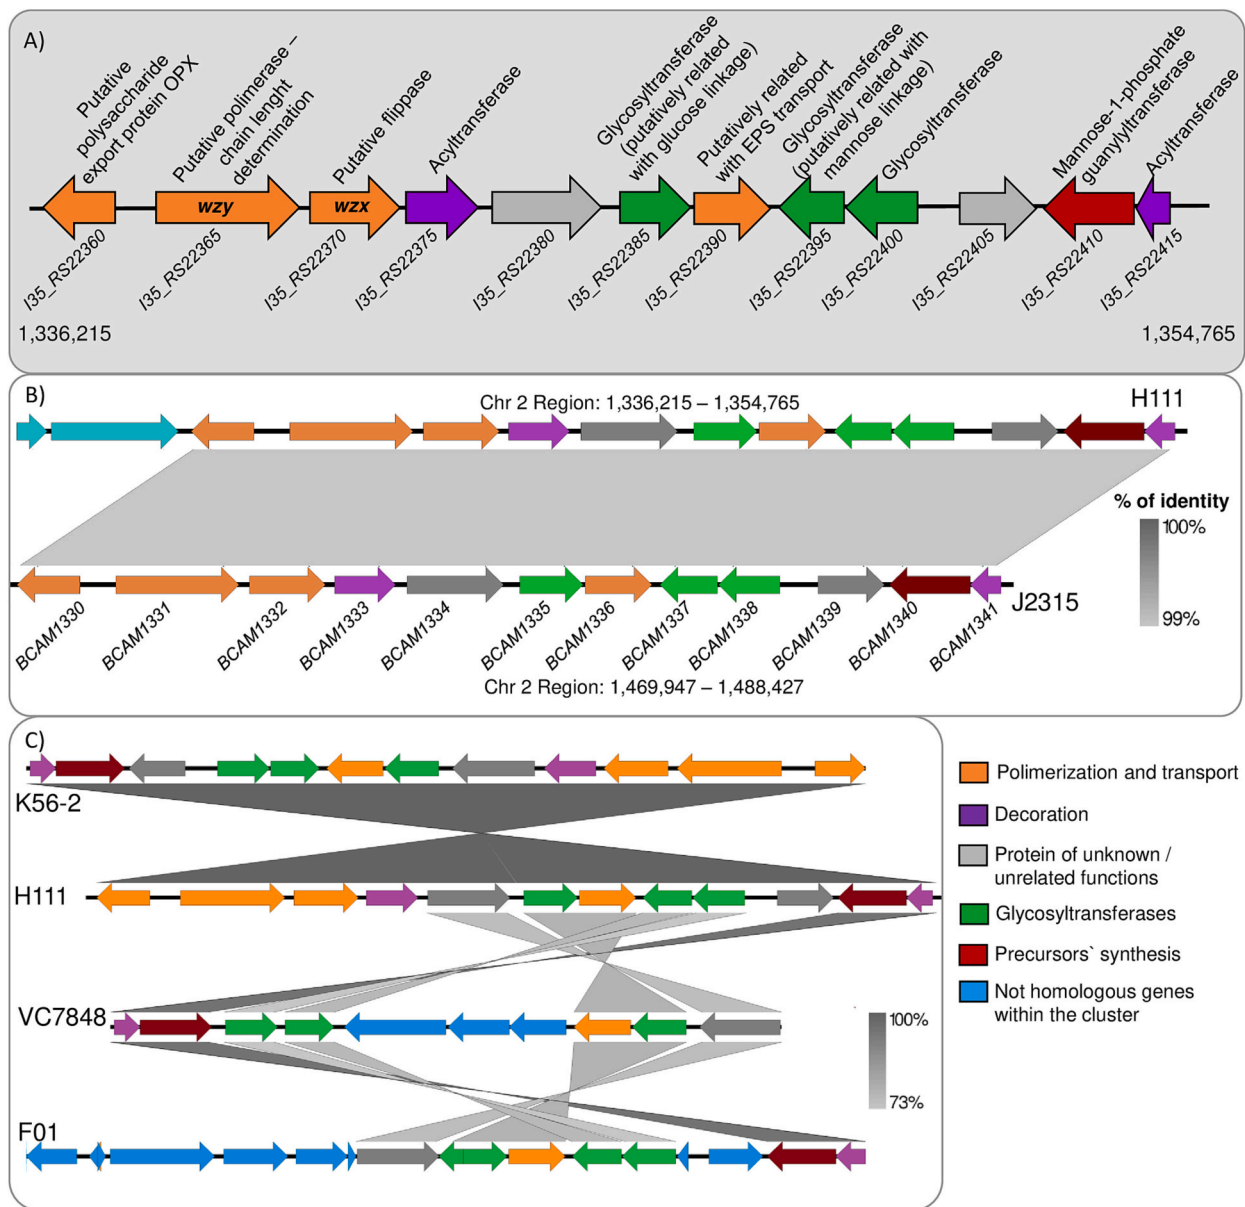 A)
Putative
polysaccharide
export protein OPX
Putative polimerase –
chain lenght
determination
Putative flippase
Acyltransferase
Glycosyltransferase
(putatively related
with glucose linkage)
Putatively related
with EPS transport
Glycosyltransferase
(putatively related with
mannose linkage)
Glycosyltransferase
Mannose-1-phosphate
guanylyltransferase
Acyltransferase
wzy
wzx
I35_RS22360
I35_RS22365
I35_RS22370
I35_RS22375
I35_RS22380
I35_RS22385
I35_RS22390
I35_RS22395
I35_RS22400
I35_RS22405
I35_RS22410
I35_RS22415
1,336,215
1,354,765
B)
Chr 2 Region: 1,336,215 – 1,354,765
H111
% of identity
100%
99%
J2315
BCAM1330
BCAM1331
BCAM1332
BCAM1333
BCAM1334
BCAM1335
BCAM1336
BCAM1337
BCAM1338
BCAM1339
BCAM1340
BCAM1341
Chr 2 Region: 1,469,947 – 1,488,427
C)
K56-2
H111
VC7848
100%
73%
F01
Polimerization and transport
Decoration
Protein of unknown /
unrelated functions
Glycosyltransferases
Precursors` synthesis
Not homologous genes
within the cluster